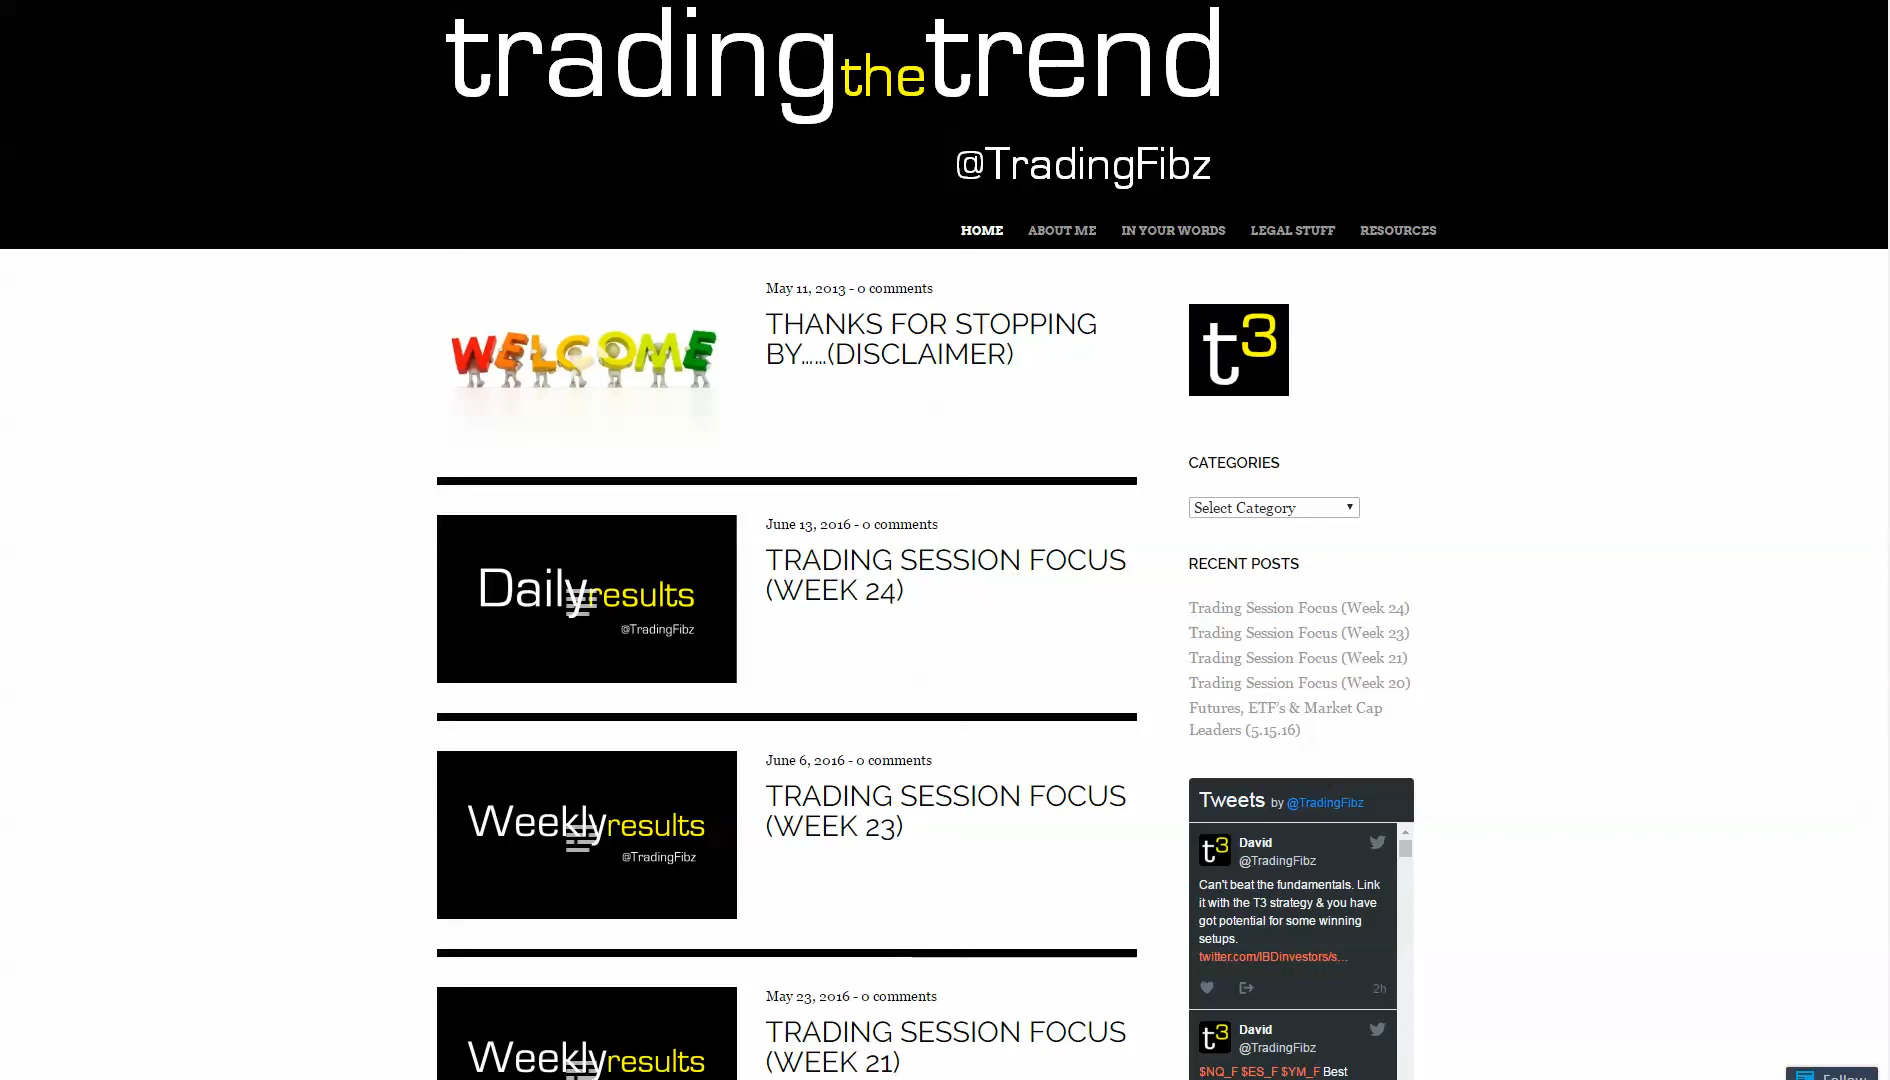 tradingthetrend
@TradingFibz
HOME ABOUT ME IN YOUR WORDS LEGAL STUFF RESOURCES
WELCOME
May 11, 2013 - 0 comments
THANKS FOR STOPPING
BY......(DISCLAIMER)
Dailyresults
@TradingFibz
June 13, 2016 - 0 comments
TRADING SESSION FOCUS
(WEEK 24)
Weeklyresults
@TradingFibz
June 6, 2016 - 0 comments
TRADING SESSION FOCUS
(WEEK 23)
Weeklyresults
May 23, 2016 - 0 comments
TRADING SESSION FOCUS
(WEEK 21)
t3
CATEGORIES
Select Category
RECENT POSTS
Trading Session Focus (Week 24)
Trading Session Focus (Week 23)
Trading Session Focus (Week 21)
Trading Session Focus (Week 20)
Futures, ETF's & Market Cap
Leaders (5.15.16)
Tweets by @TradingFibz
t3
David
@TradingFibz
Can't beat the fundamentals. Link
it with the T3 strategy & you have
got potential for some winning
setups.
twitter.com/IBDinvestors/s...
2h
t3
David
@TradingFibz
$NQ_F $ES_F $YM_F Best
Follow